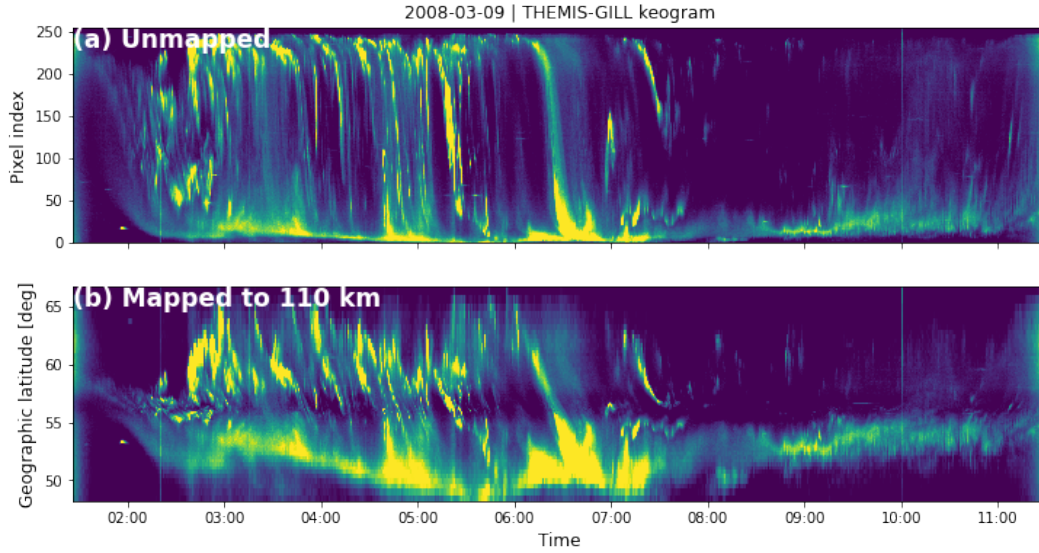 2008-03-09 | THEMIS-GILL keogram
(a) Unmapped
Pixel index
250
200
150
100
50
0
(b) Mapped to 110 km
Geographic latitude [deg]
65
60
55
50
02:00 03:00 04:00 05:00 06:00 07:00 08:00 09:00 10:00 11:00
Time